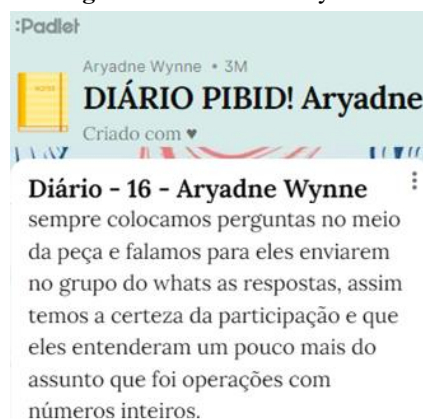 :Padlet
Aryadne Wynne • 3M
DIÁRIO PIBID! Aryadne
Criado com ♥
Diário - 16 - Aryadne Wynne
sempre colocamos perguntas no meio
da peça e falamos para eles enviarem
no grupo do whats as respostas, assim
temos a certeza da participação e que
eles entenderam um pouco mais do
assunto que foi operações com
números inteiros.